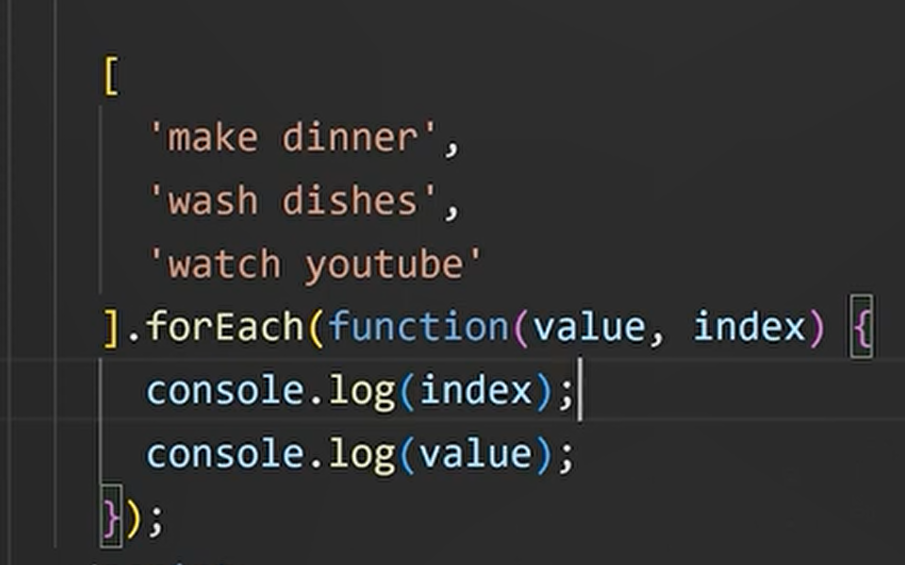 [
'make dinner',
'wash dishes',
'watch youtube'
].forEach(function(value, index) {
console.log(index);
console.log(value);
});